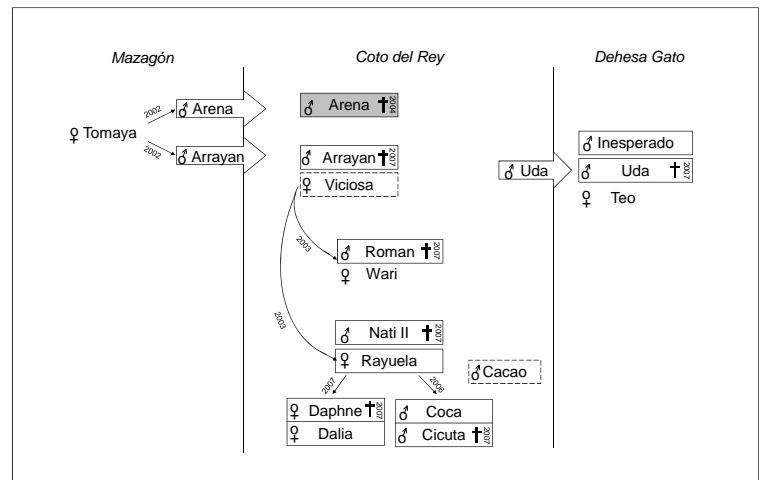 Mazagón
Coto del Rey
Dehesa Gato
2002
♂ Arena
♂ Arena ✝ 2004
♀ Tomaya
2002
♂ Arrayan
♂ Arrayan ✝ 2007
♀ Viciosa
♂ Uda
♂ Inesperado
♂ Uda ✝ 2007
♀ Teo
2003
♂ Roman ✝ 2007
♀ Wari
2003
♂ Nati II ✝ 2007
♀ Rayuela
♂ Cacao
2007
2006
♀ Daphne ✝ 2007
♀ Dalia
♂ Coca
♂ Cicuta ✝ 2007